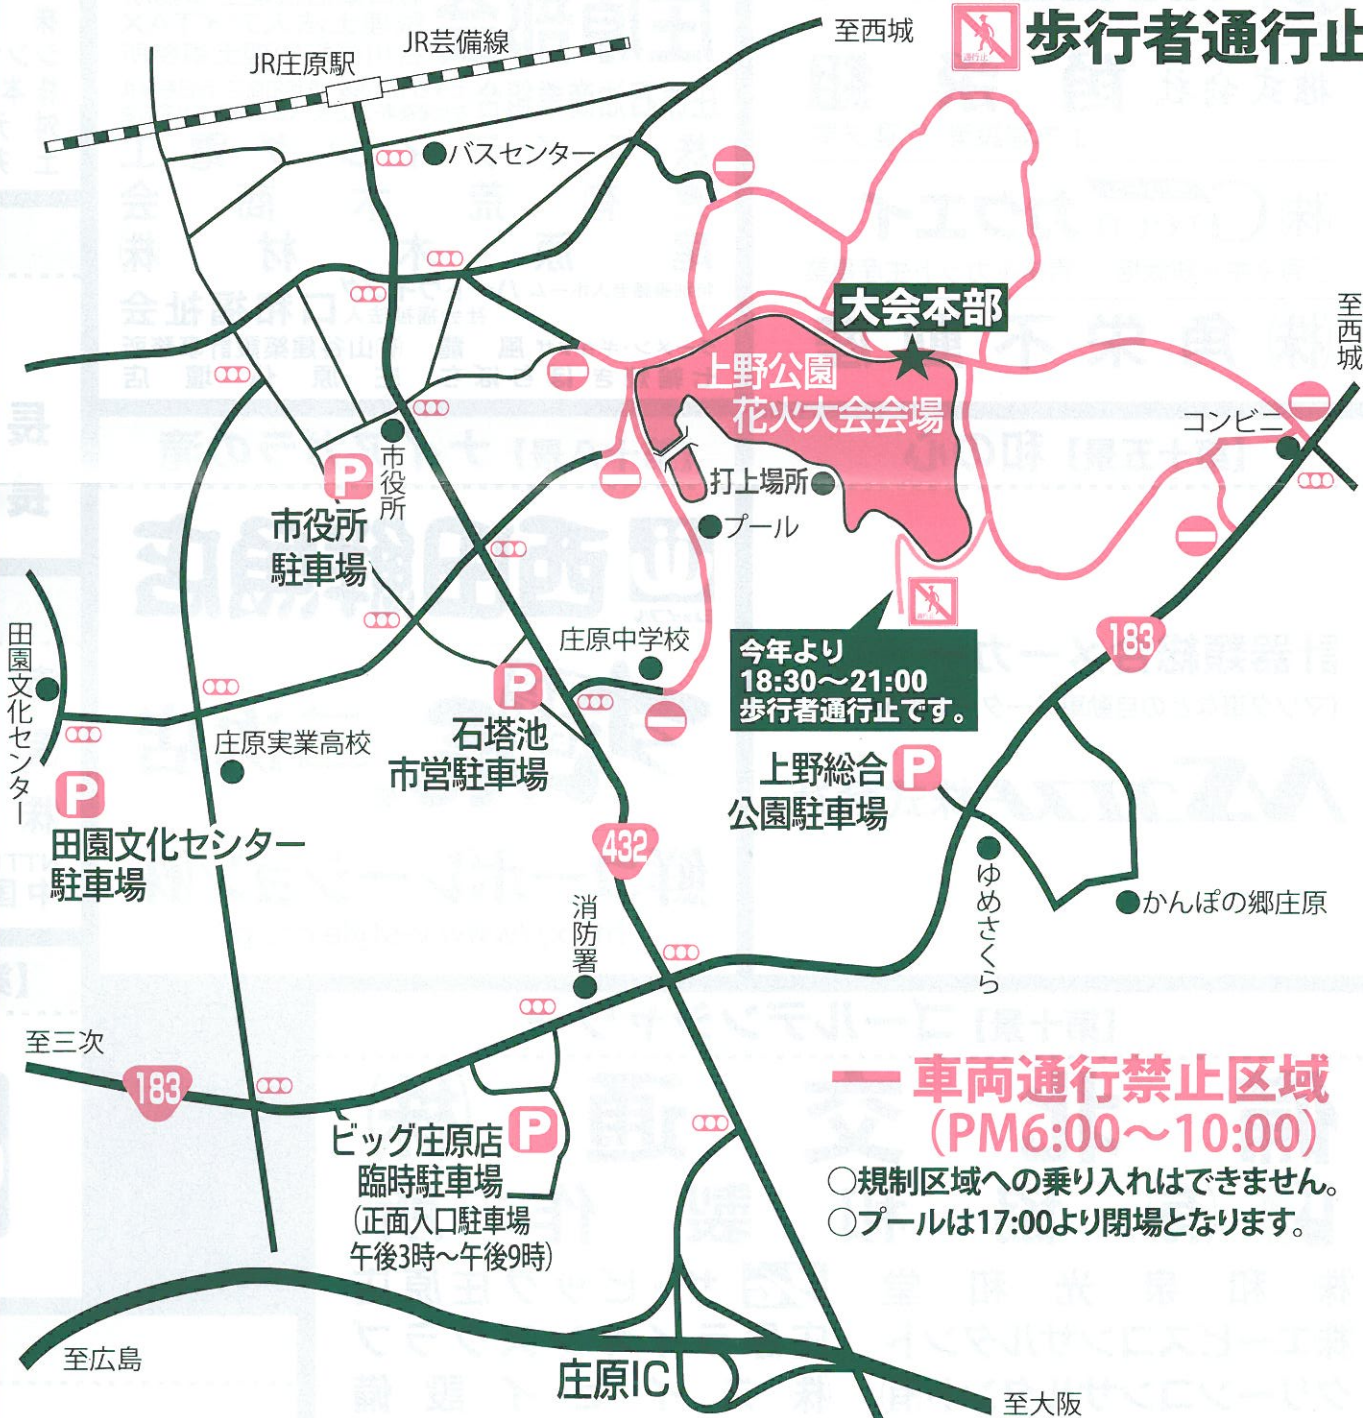 歩行者通行止
至西城
JR芸備線
JR庄原駅
バスセンター
大会本部
至西城
上野公園
花火大会会場
コンビニ
市役所
打上場所
プール
P
市役所
駐車場
183
庄原中学校
今年より
18:30～21:00
歩行者通行止です。
田園文化センター
P
石塔池
市営駐車場
庄原実業高校
上野総合
公園駐車場
P
P
田園文化センター
駐車場
432
ゆめさくら
かんぽの郷庄原
消防署
至三次
183
車両通行禁止区域
(PM6:00～10:00)
○規制区域への乗り入れはできません。
○プールは17:00より閉場となります。
ビッグ庄原店
臨時駐車場
(正面入口駐車場
午後3時～午後9時)
P
至広島
庄原IC
至大阪